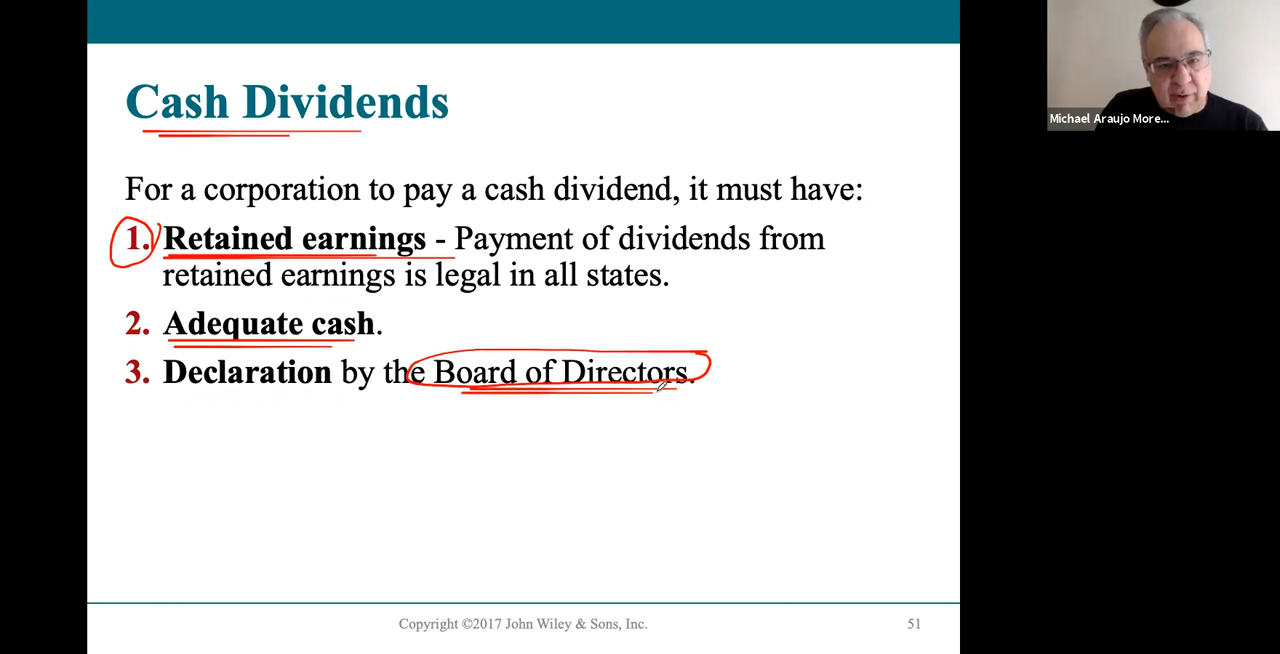 Cash Dividends
For a corporation to pay a cash dividend, it must have:
1. Retained earnings - Payment of dividends from
retained earnings is legal in all states.
2. Adequate cash.
3. Declaration by the Board of Directors.
Copyright ©2017 John Wiley & Sons, Inc.
51
Michael Araujo More...